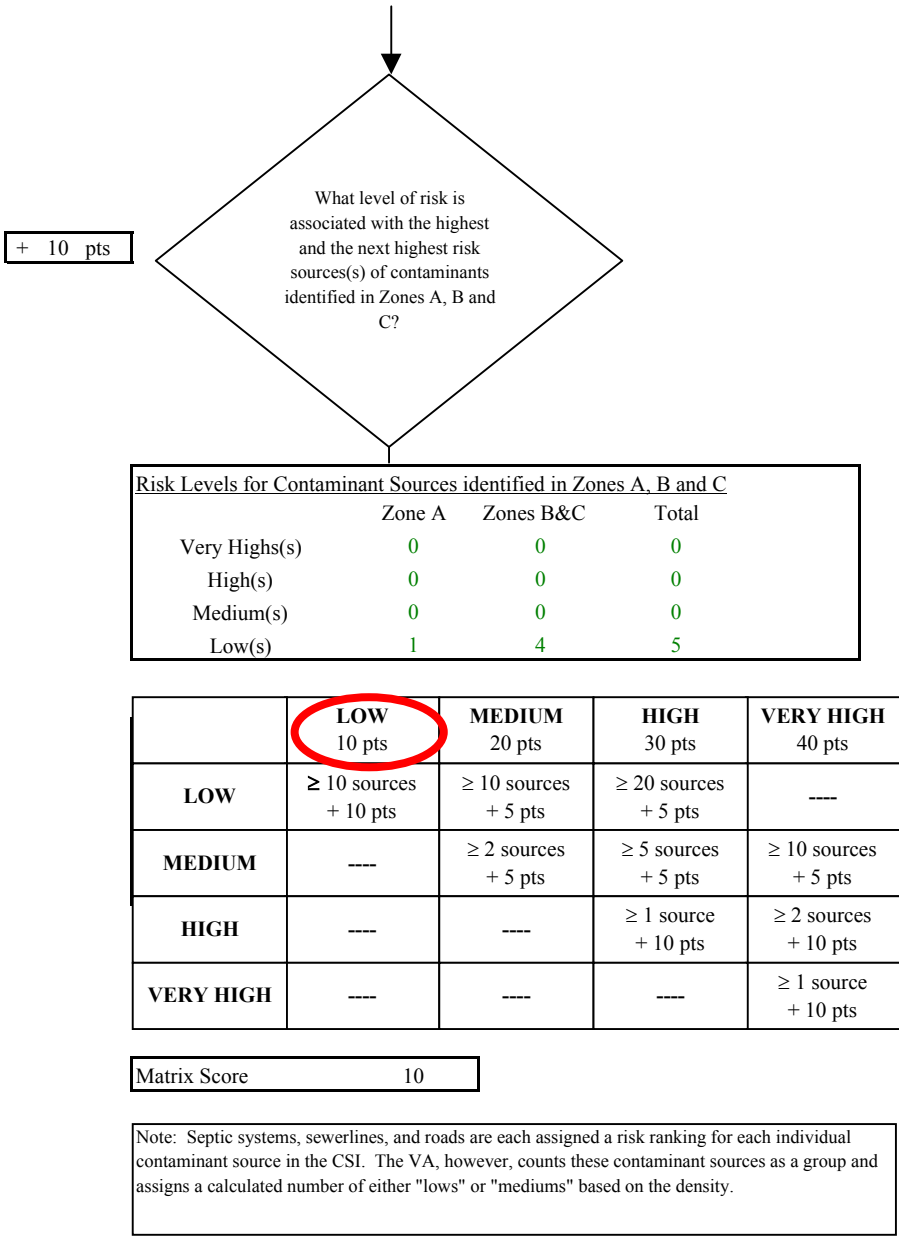 What level of risk is
associated with the highest
and the next highest risk
sources(s) of contaminants
identified in Zones A, B and
C?
+ 10 pts
Risk Levels for Contaminant Sources identified in Zones A, B and C
Zone A Zones B&C Total
Very Highs(s) 0 0 0
High(s) 0 0 0
Medium(s) 0 0 0
Low(s) 1 4 5
LOW MEDIUM HIGH VERY HIGH
10 pts 20 pts 30 pts 40 pts
LOW ≥ 10 sources + 10 pts ≥ 10 sources + 5 pts ≥ 20 sources + 5 pts ----
MEDIUM ---- ≥ 2 sources + 5 pts ≥ 5 sources + 5 pts ≥ 10 sources + 5 pts
HIGH ---- ---- ≥ 1 source + 10 pts ≥ 2 sources + 10 pts
VERY HIGH ---- ---- ---- ≥ 1 source + 10 pts
Matrix Score 10
Note: Septic systems, sewerlines, and roads are each assigned a risk ranking for each individual
contaminant source in the CSI. The VA, however, counts these contaminant sources as a group and
assigns a calculated number of either "lows" or "mediums" based on the density.